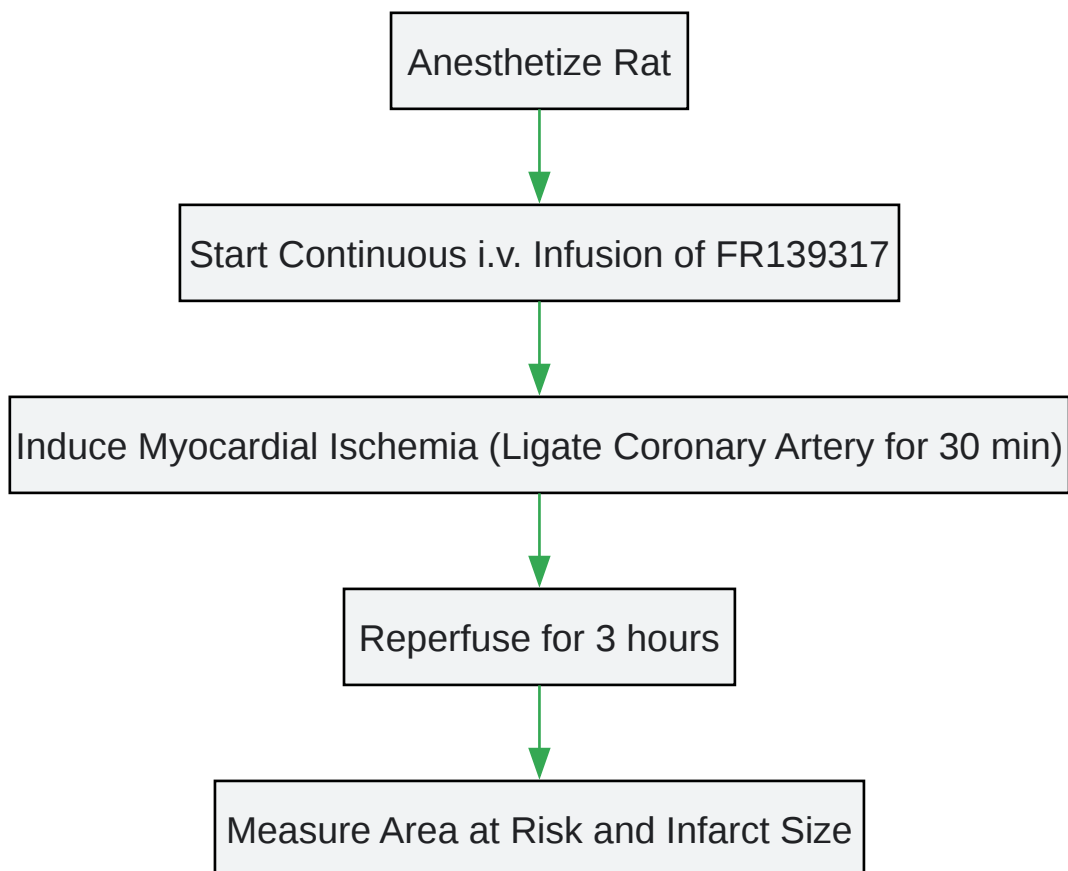 Anesthetize Rat
Start Continuous i.v. Infusion of FR139317
Induce Myocardial Ischemia (Ligate Coronary Artery for 30 min)
Reperfuse for 3 hours
Measure Area at Risk and Infarct Size